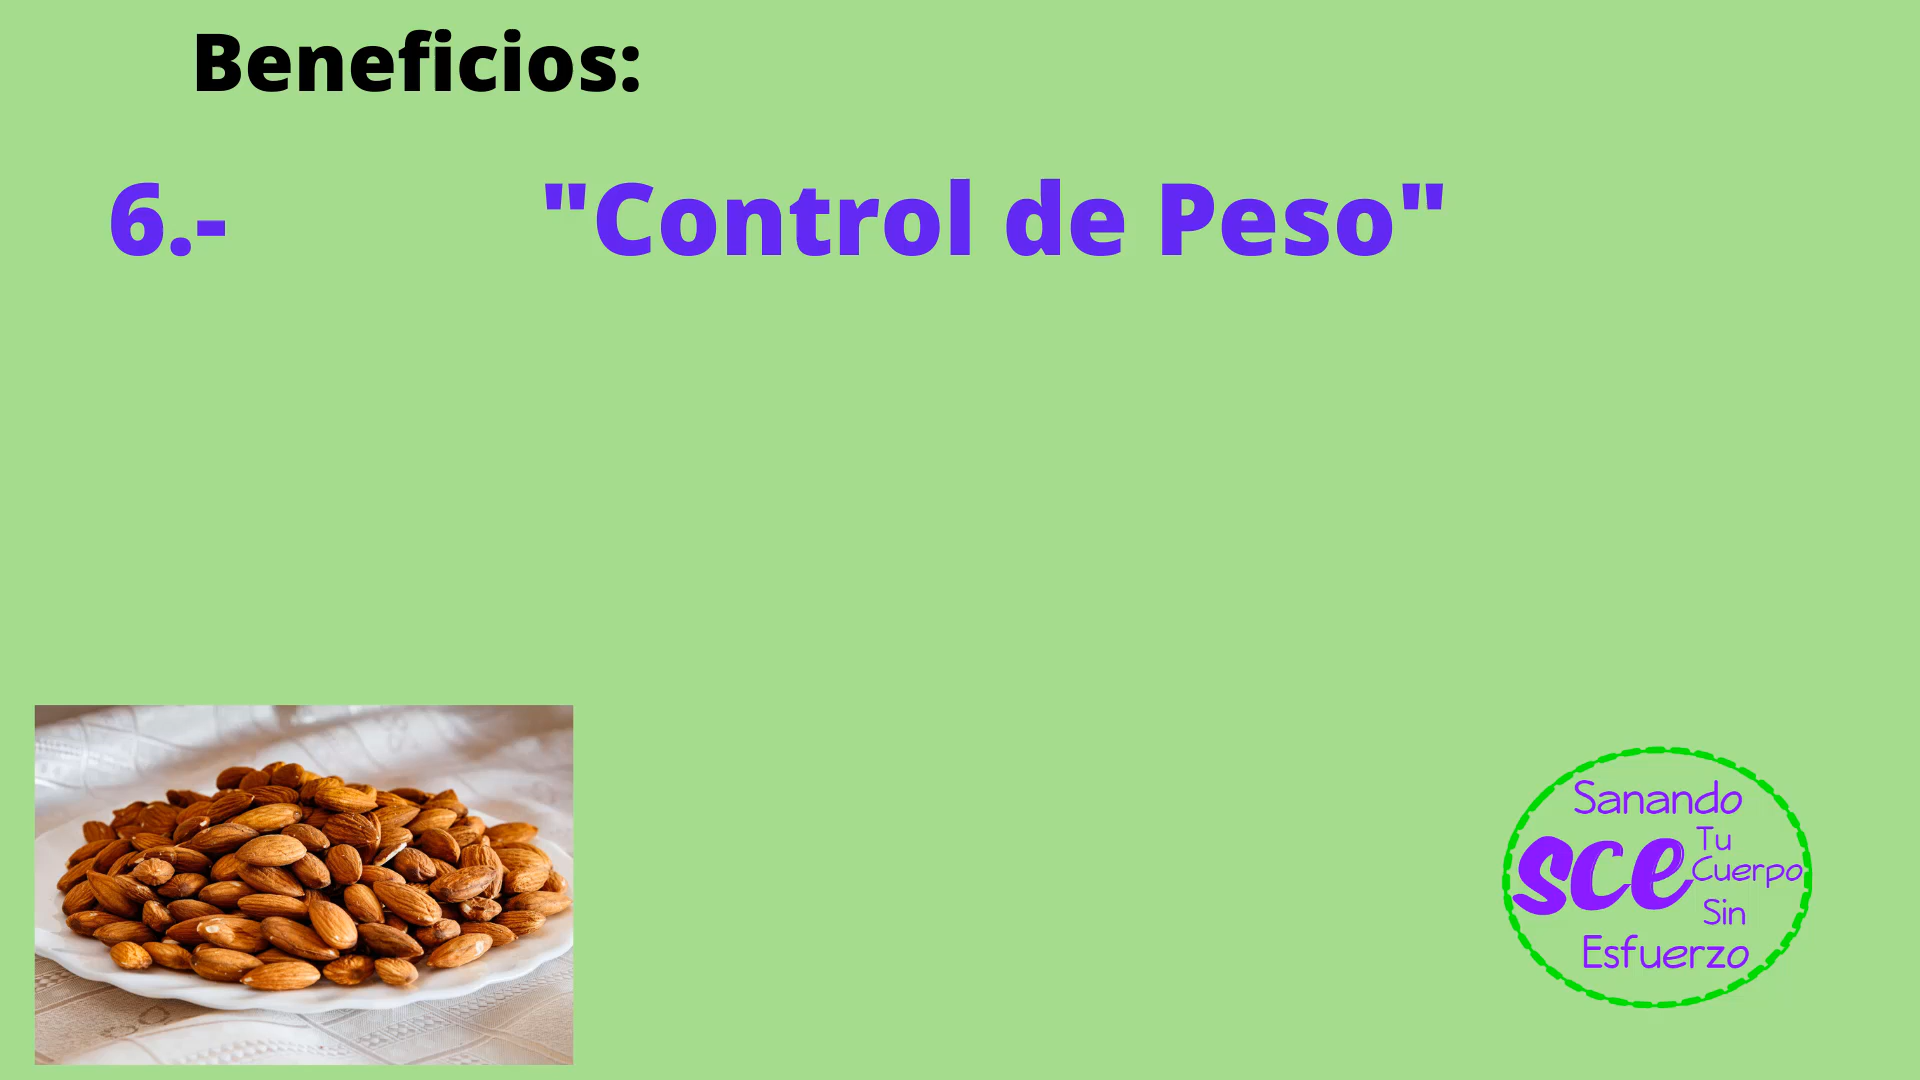 Beneficios:
6.- "Control de Peso"
Sanando
sce Tu
Cuerpo
Sin
Esfuerzo